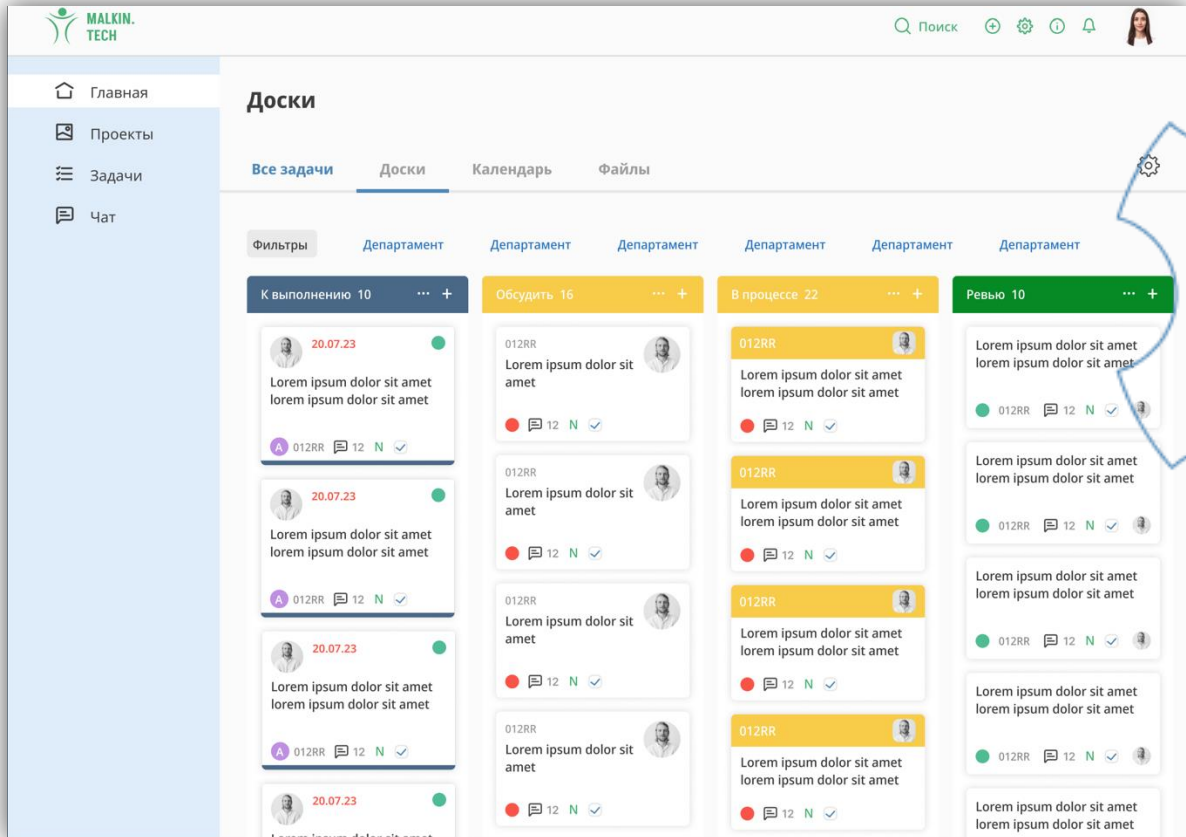 MALKIN.
TECH
Поиск
Главная
Проекты
Задачи
Чат
Доски
Все задачи Доски Календарь Файлы
Фильтры Департамент Департамент Департамент Департамент Департамент Департамент
К выполнению 10
20.07.23
Lorem ipsum dolor sit amet
lorem ipsum dolor sit amet
A 012RR 12 N
20.07.23
Lorem ipsum dolor sit amet
lorem ipsum dolor sit amet
A 012RR 12 N
20.07.23
Lorem ipsum dolor sit amet
lorem ipsum dolor sit amet
A 012RR 12 N
20.07.23
Lorem ipsum dolor sit amet
Обсудить 16
012RR
Lorem ipsum dolor sit
amet
12 N
012RR
Lorem ipsum dolor sit
amet
12 N
012RR
Lorem ipsum dolor sit
amet
12 N
012RR
Lorem ipsum dolor sit
amet
12 N
В процессе 22
012RR
Lorem ipsum dolor sit amet
lorem ipsum dolor sit amet
12 N
012RR
Lorem ipsum dolor sit amet
lorem ipsum dolor sit amet
12 N
012RR
Lorem ipsum dolor sit amet
lorem ipsum dolor sit amet
12 N
012RR
Lorem ipsum dolor sit amet
lorem ipsum dolor sit amet
12 N
Ревью 10
Lorem ipsum dolor sit amet
lorem ipsum dolor sit amet
012RR 12 N
Lorem ipsum dolor sit amet
lorem ipsum dolor sit amet
012RR 12 N
Lorem ipsum dolor sit amet
lorem ipsum dolor sit amet
012RR 12 N
Lorem ipsum dolor sit amet
lorem ipsum dolor sit amet
012RR 12 N
Lorem ipsum dolor sit amet
lorem ipsum dolor sit amet